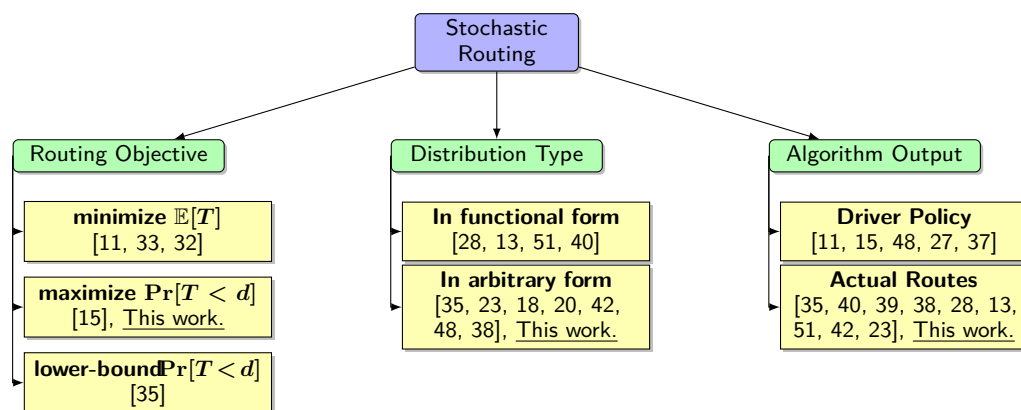 Stochastic
Routing
Routing Objective
Distribution Type
Algorithm Output
minimize 𝔼[T]
[11, 33, 32]
maximize Pr[T < d]
[15], This work.
lower-boundPr[T < d]
[35]
In functional form
[28, 13, 51, 40]
In arbitrary form
[35, 23, 18, 20, 42,
48, 38], This work.
Driver Policy
[11, 15, 48, 27, 37]
Actual Routes
[35, 40, 39, 38, 28, 13,
51, 42, 23], This work.